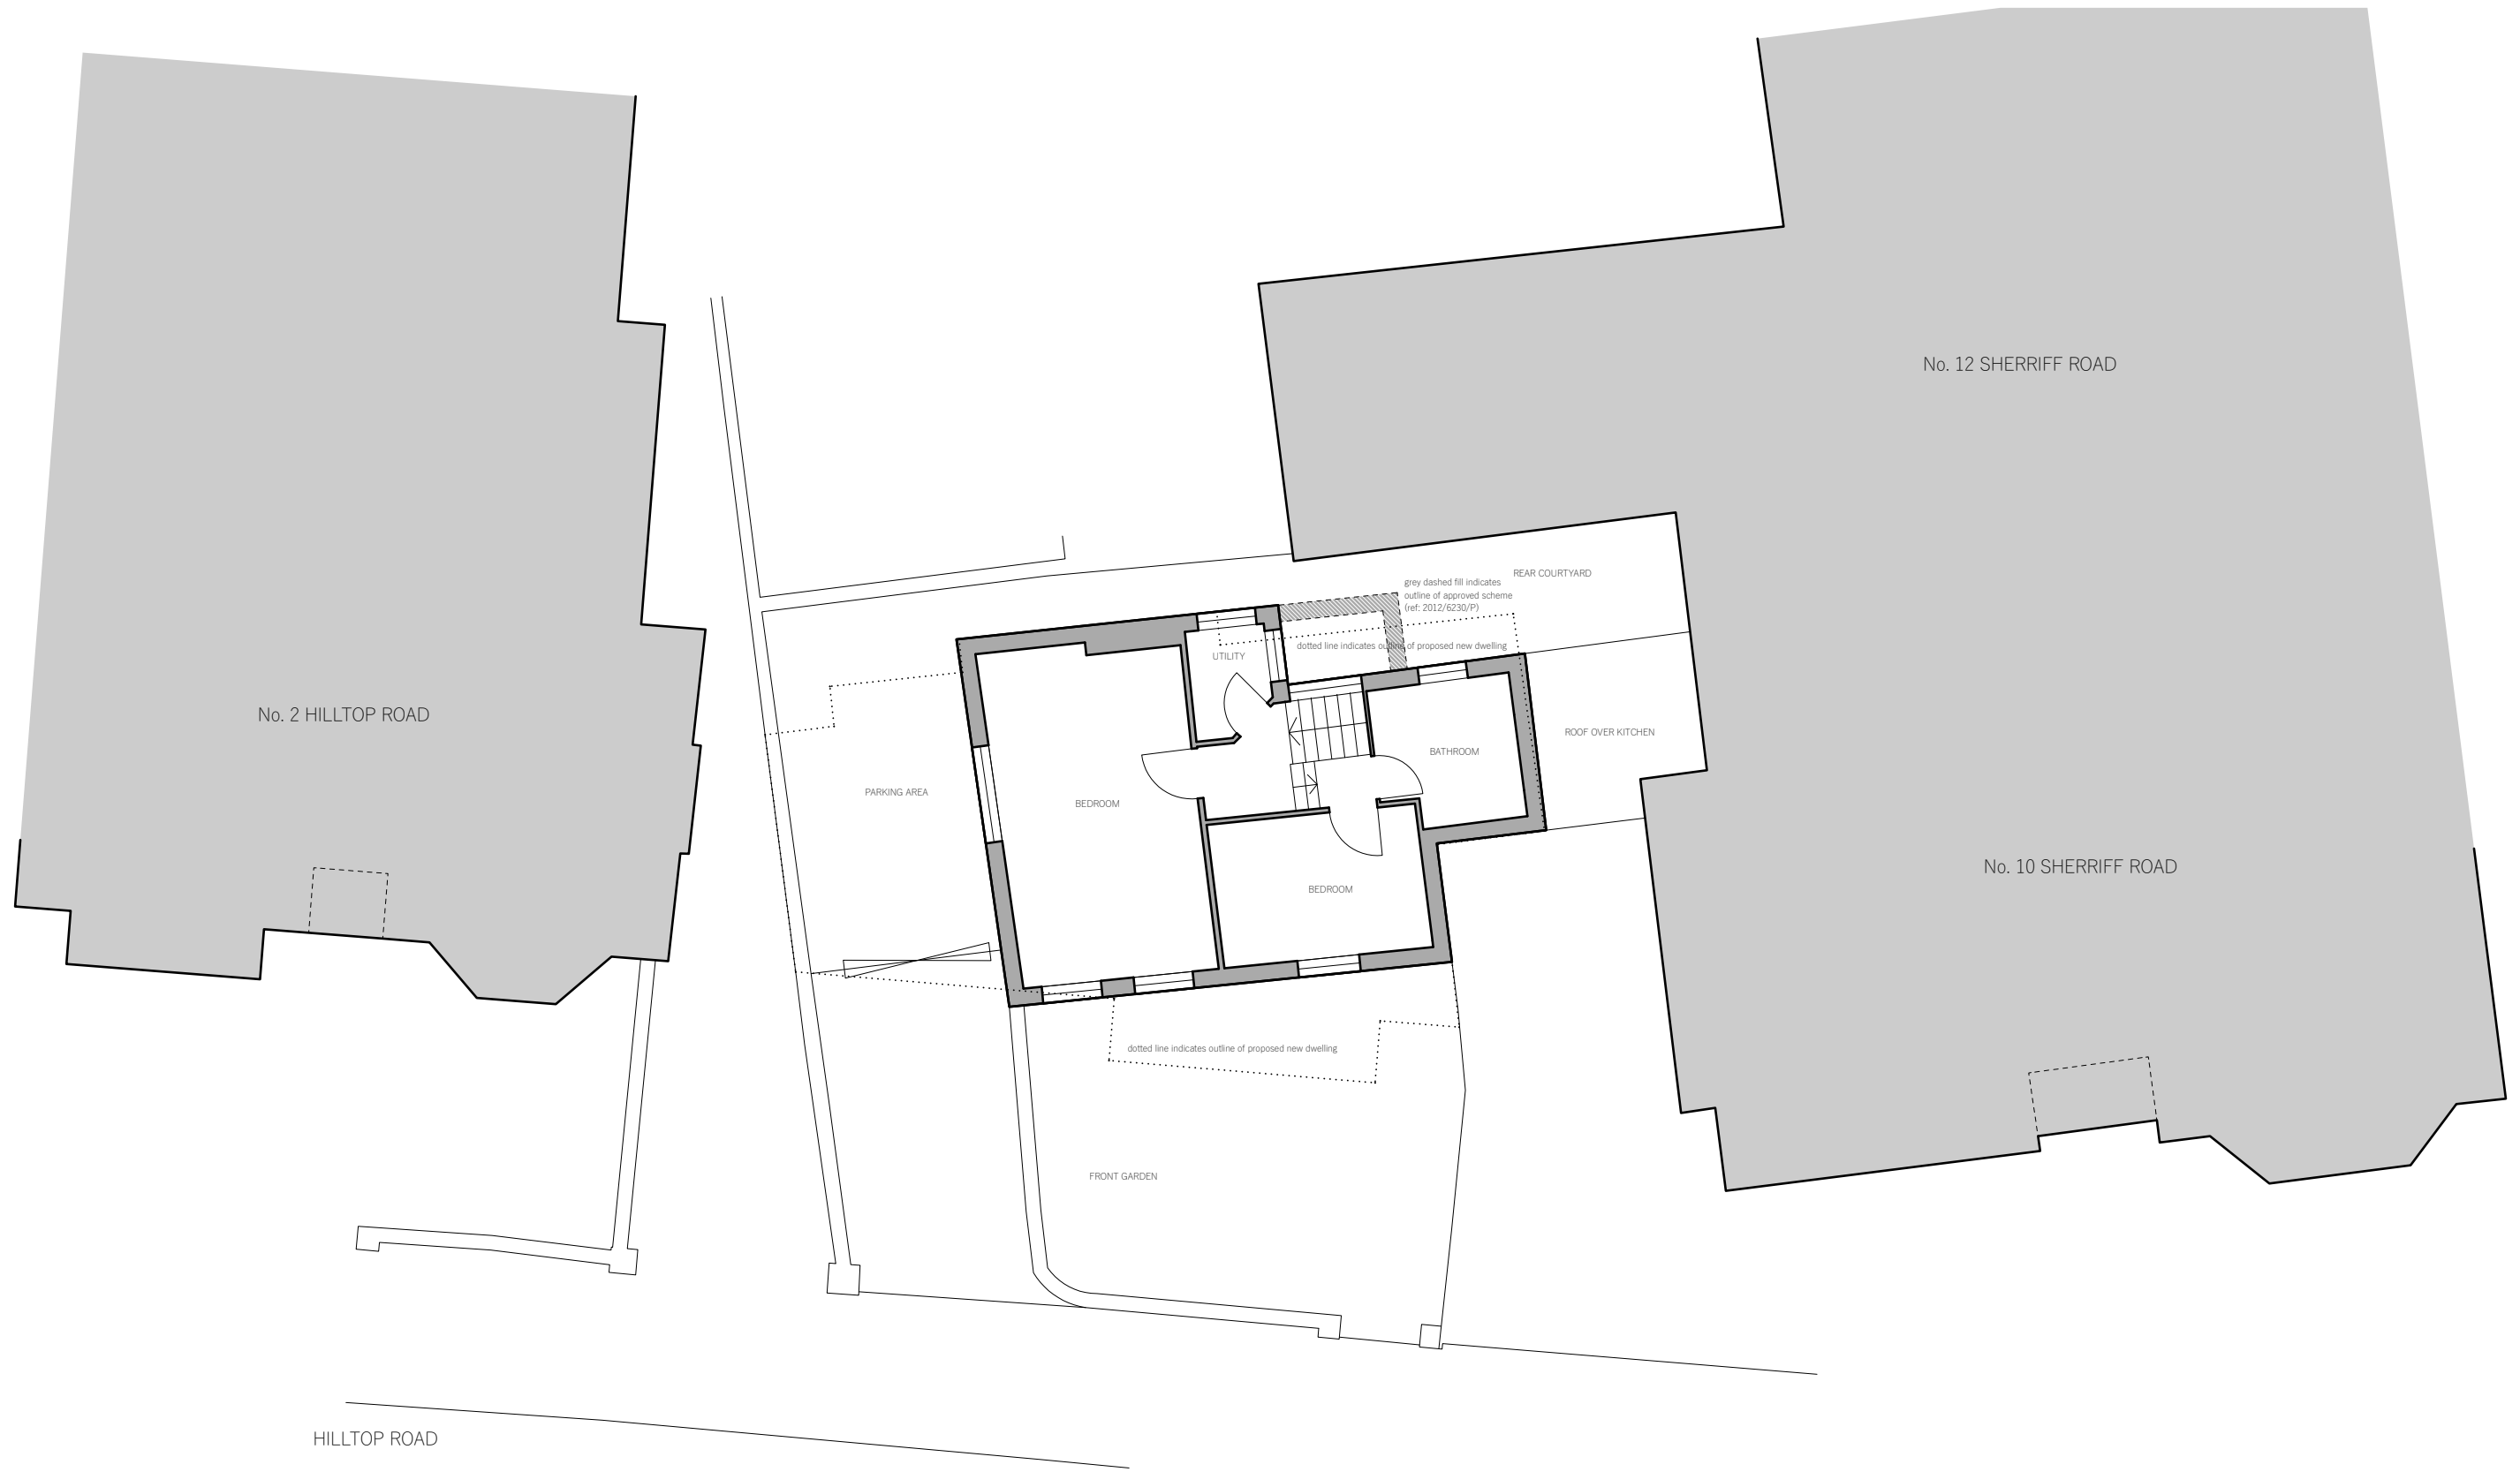 No. 12 SHERRIFF ROAD
REAR COURTYARD
grey dashed fill indicates
outline of approved scheme
(ref: 2012/6230/P)
dotted line indicates outline of proposed new dwelling
UTILITY
No. 2 HILLTOP ROAD
ROOF OVER KITCHEN
BATHROOM
PARKING AREA
BEDROOM
No. 10 SHERRIFF ROAD
BEDROOM
dotted line indicates outline of proposed new dwelling
FRONT GARDEN
HILLTOP ROAD